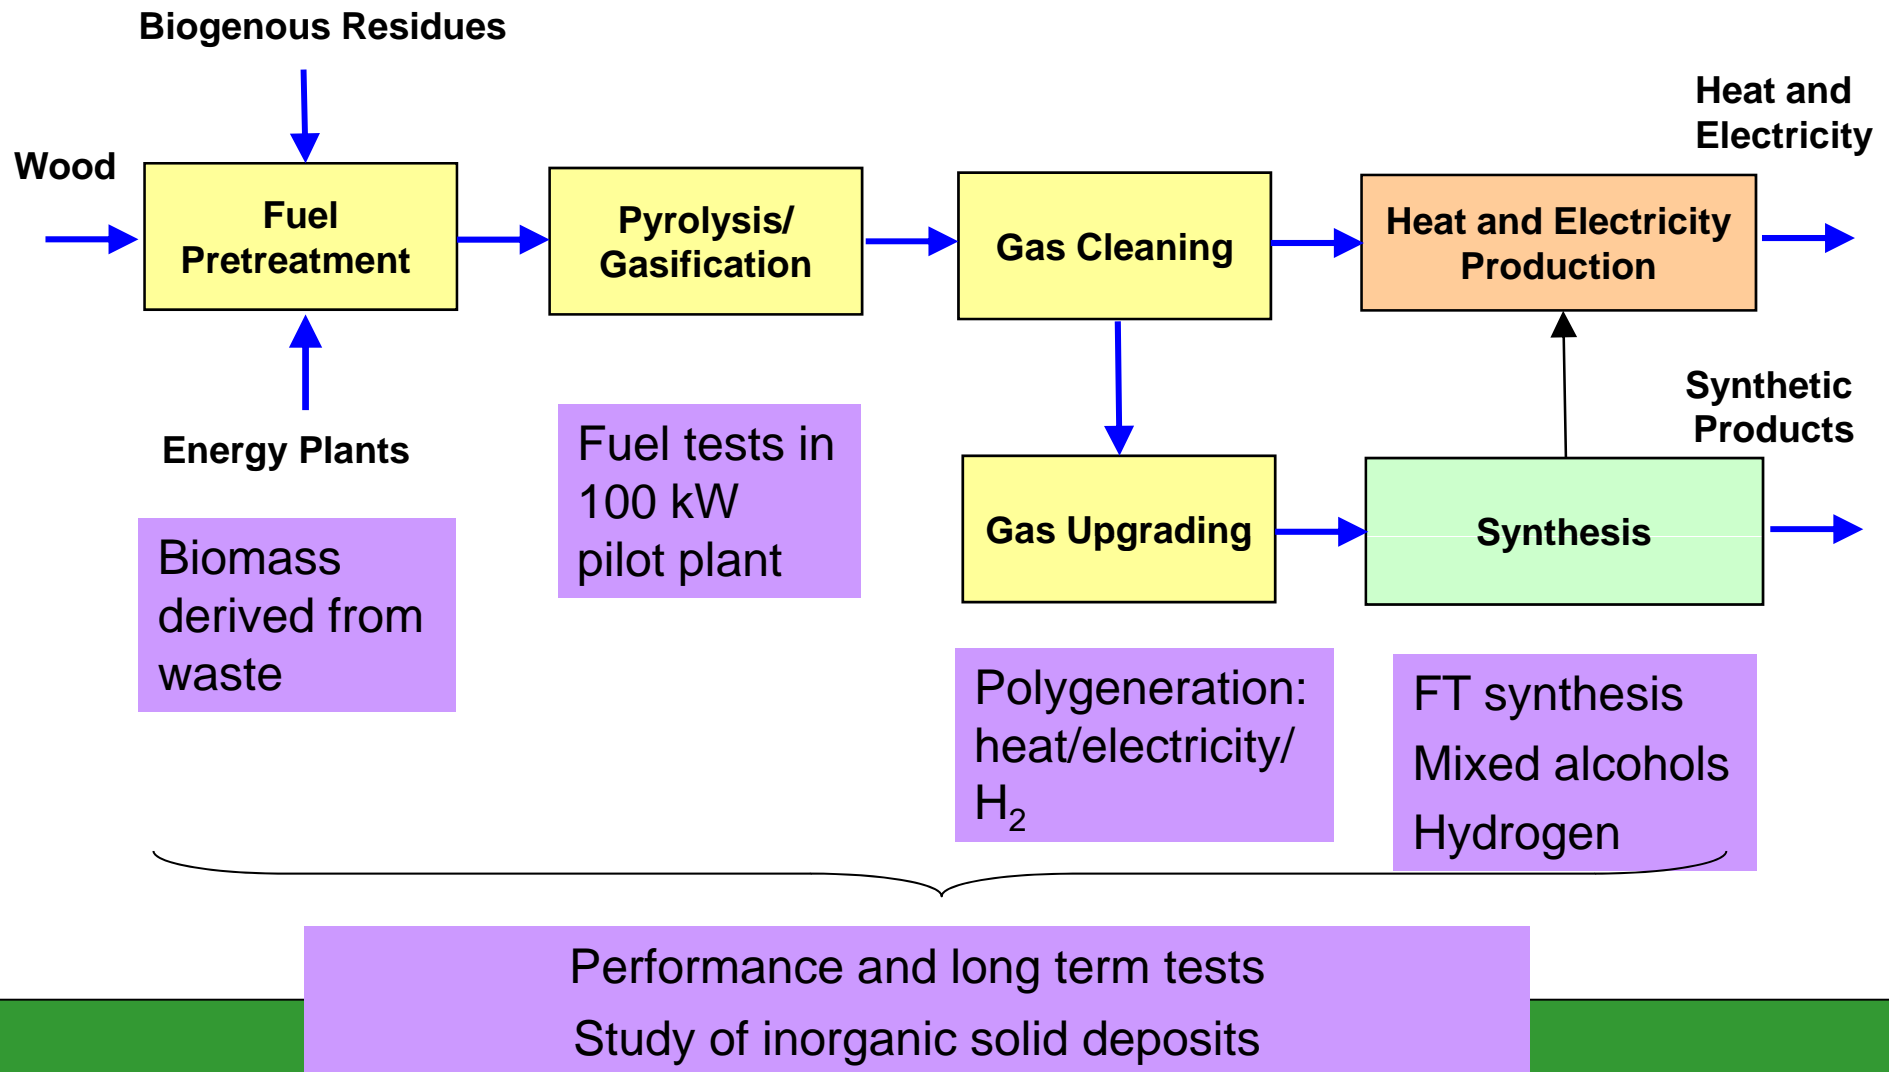 Biogenous Residues
Wood
Fuel
Pretreatment
Pyrolysis/
Gasification
Gas Cleaning
Heat and Electricity
Production
Heat and
Electricity
Energy Plants
Synthetic
Products
Gas Upgrading
Synthesis
Biomass
derived from
waste
Fuel tests in
100 kW
pilot plant
Polygeneration:
heat/electricity/
H₂
FT synthesis
Mixed alcohols
Hydrogen
Performance and long term tests
Study of inorganic solid deposits